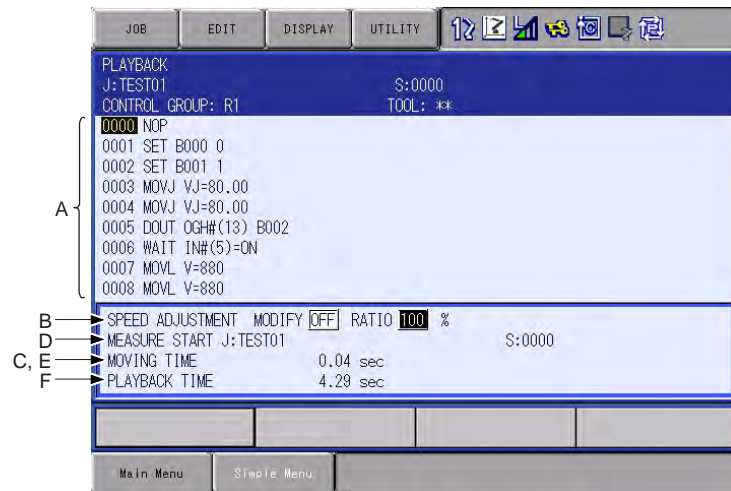 JOB EDIT DISPLAY UTILITY
PLAYBACK
J:TEST01 S:0000
CONTROL GROUP: R1 TOOL: **
0000 NOP
0001 SET B000 0
0002 SET B001 1
0003 MOVJ VJ=80.00
0004 MOVJ VJ=80.00
A
0005 DOUT OGH#(13) B002
0006 WAIT IN#(5)=ON
0007 MOVL V=880
0008 MOVL V=880
B SPEED ADJUSTMENT MODIFY OFF RATIO 100 %
D MEASURE START J:TEST01 S:0000
C, E MOVING TIME 0.04 sec
F PLAYBACK TIME 4.29 sec
Main Menu Simple Menu